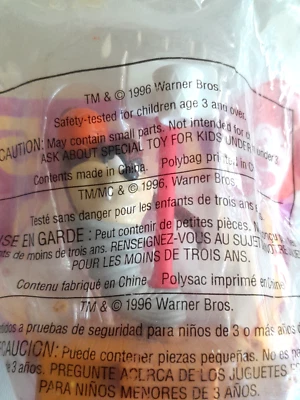 TM & © 1996 Warner Bros.
Safety-tested for children age 3 and over.
CAUTION: May contain small parts. Not intended for
ASK ABOUT SPECIAL TOY FOR KIDS UNDER
Contents made in China. Polybag printed in
TM/MC & © 1996, Warner Bros.
Testé sans danger pour les enfants de trois ans et
EN GARDE : Peut contenir de petites pièces.
de moins de trois ans. RENSEIGNEZ-VOUS AU SUJET
POUR LES MOINS DE TROIS ANS.
Contenu fabriqué en Chine. Polysac imprimé en Chine
TM & © 1996 Warner Bros.
a pruebas de seguridad para niños de 3 o más años
Puede contener piezas pequeñas. No es
de 3 años. PREGUNTE ACERCA DE LOS JUGUETES
PARA NIÑOS MENORES DE 3 AÑOS.